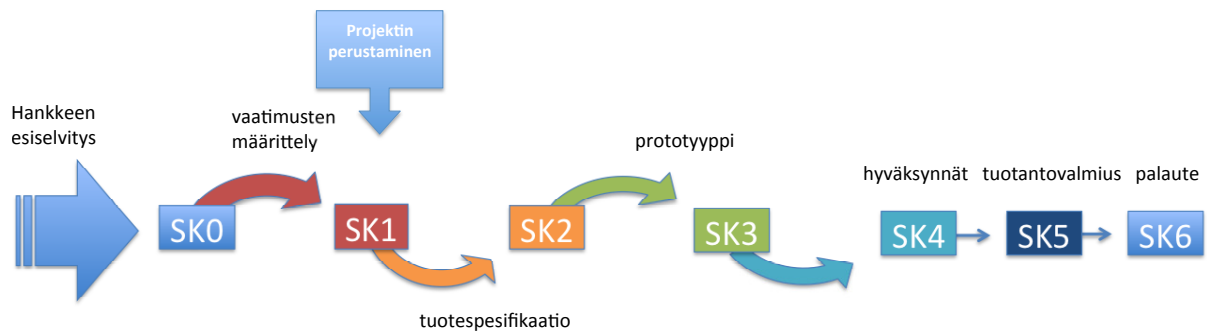 Projektin
perustaminen
Hankkeen
esiselvitys
vaatimusten
määrittely
prototyyppi
hyväksynnät
tuotantovalmius
palaute
SK0
SK1
SK2
SK3
SK4
SK5
SK6
tuotespesifikaatio